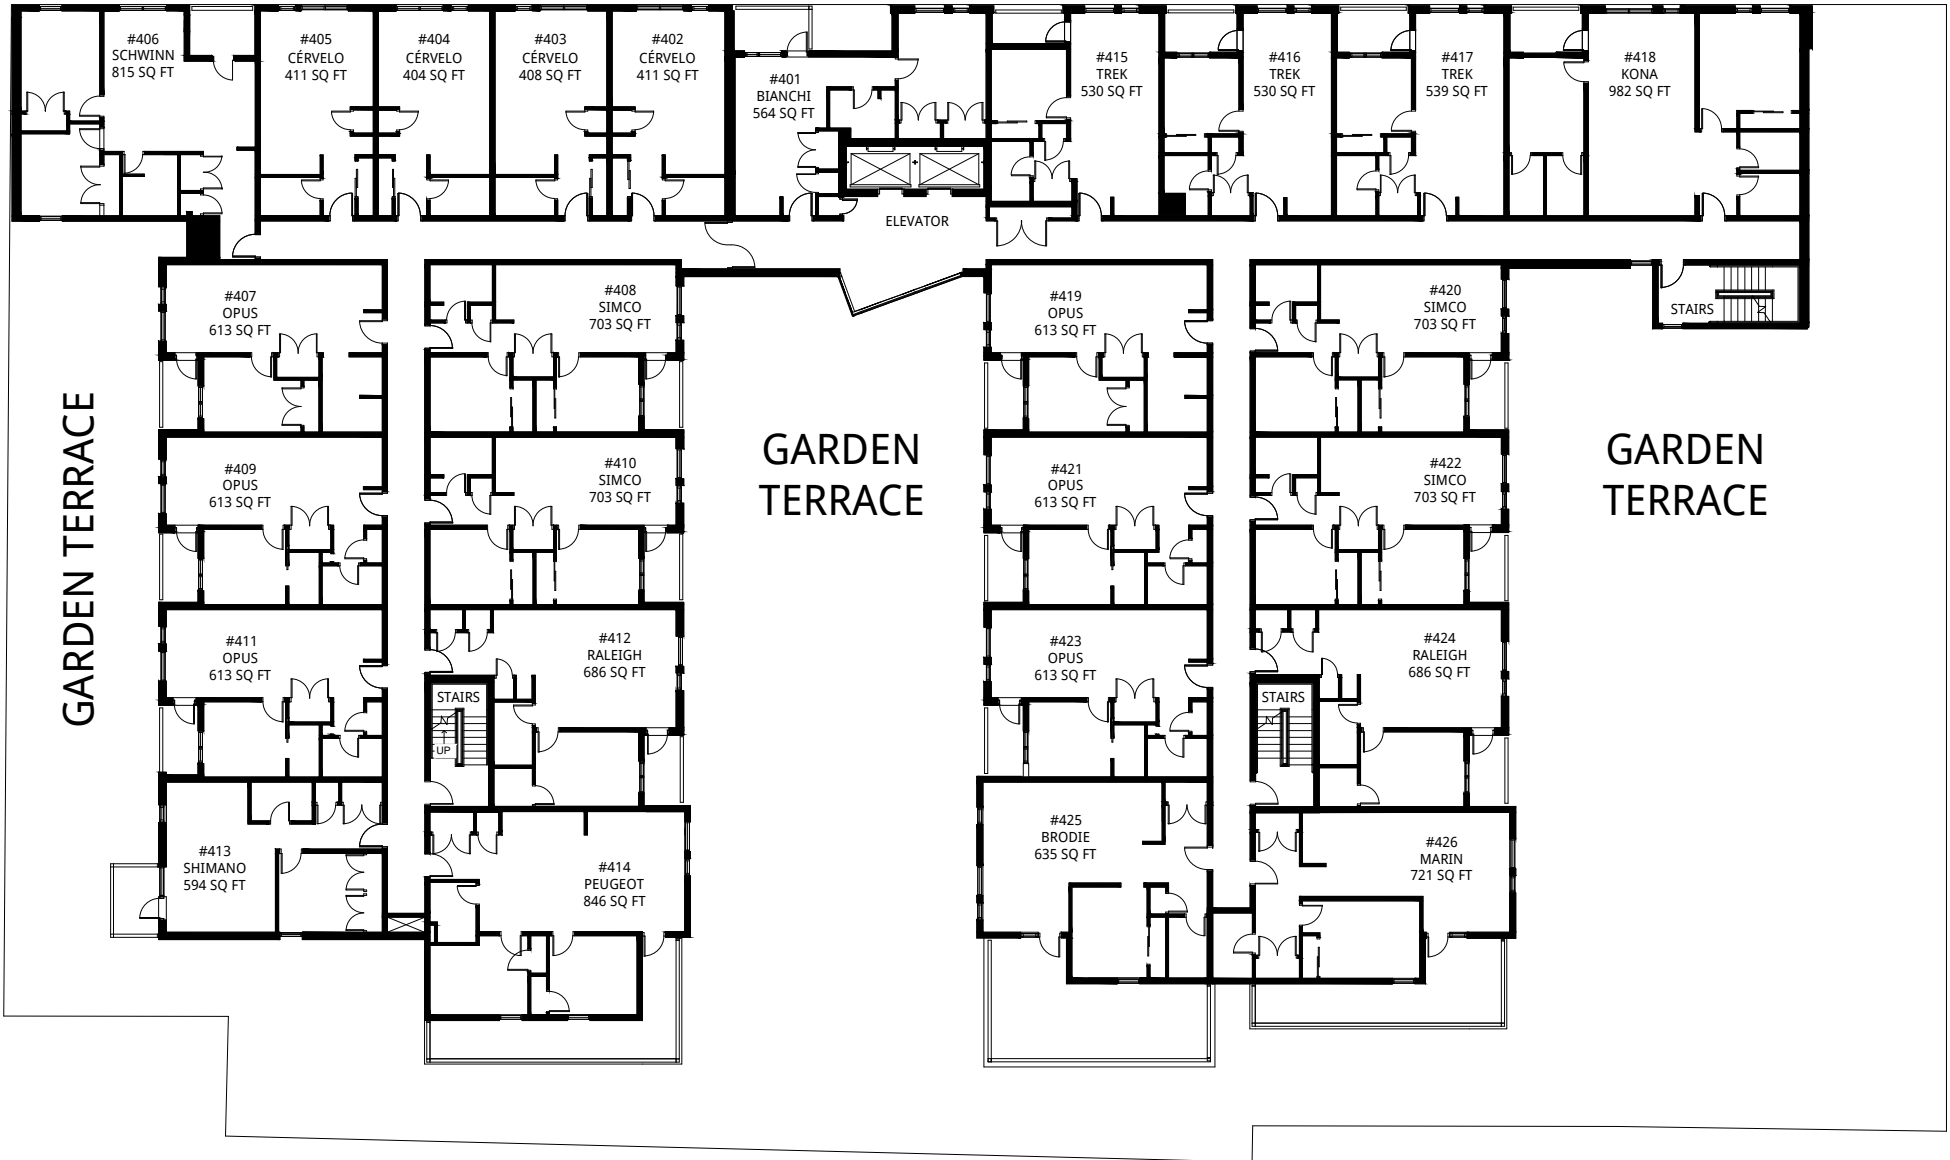 #406
SCHWINN
815 SQ FT
#405
CÉRVELO
411 SQ FT
#404
CÉRVELO
404 SQ FT
#403
CÉRVELO
408 SQ FT
#402
CÉRVELO
411 SQ FT
#401
BIANCHI
564 SQ FT
#415
TREK
530 SQ FT
#416
TREK
530 SQ FT
#417
TREK
539 SQ FT
#418
KONA
982 SQ FT
ELEVATOR
#407
OPUS
613 SQ FT
#408
SIMCO
703 SQ FT
#419
OPUS
613 SQ FT
#420
SIMCO
703 SQ FT
STAIRS
N
GARDEN TERRACE
#409
OPUS
613 SQ FT
#410
SIMCO
703 SQ FT
GARDEN
TERRACE
#421
OPUS
613 SQ FT
#422
SIMCO
703 SQ FT
GARDEN
TERRACE
#411
OPUS
613 SQ FT
#412
RALEIGH
686 SQ FT
STAIRS
N
UP
#423
OPUS
613 SQ FT
#424
RALEIGH
686 SQ FT
STAIRS
N
#413
SHIMANO
594 SQ FT
#414
PEUGEOT
846 SQ FT
#425
BRODIE
635 SQ FT
#426
MARIN
721 SQ FT